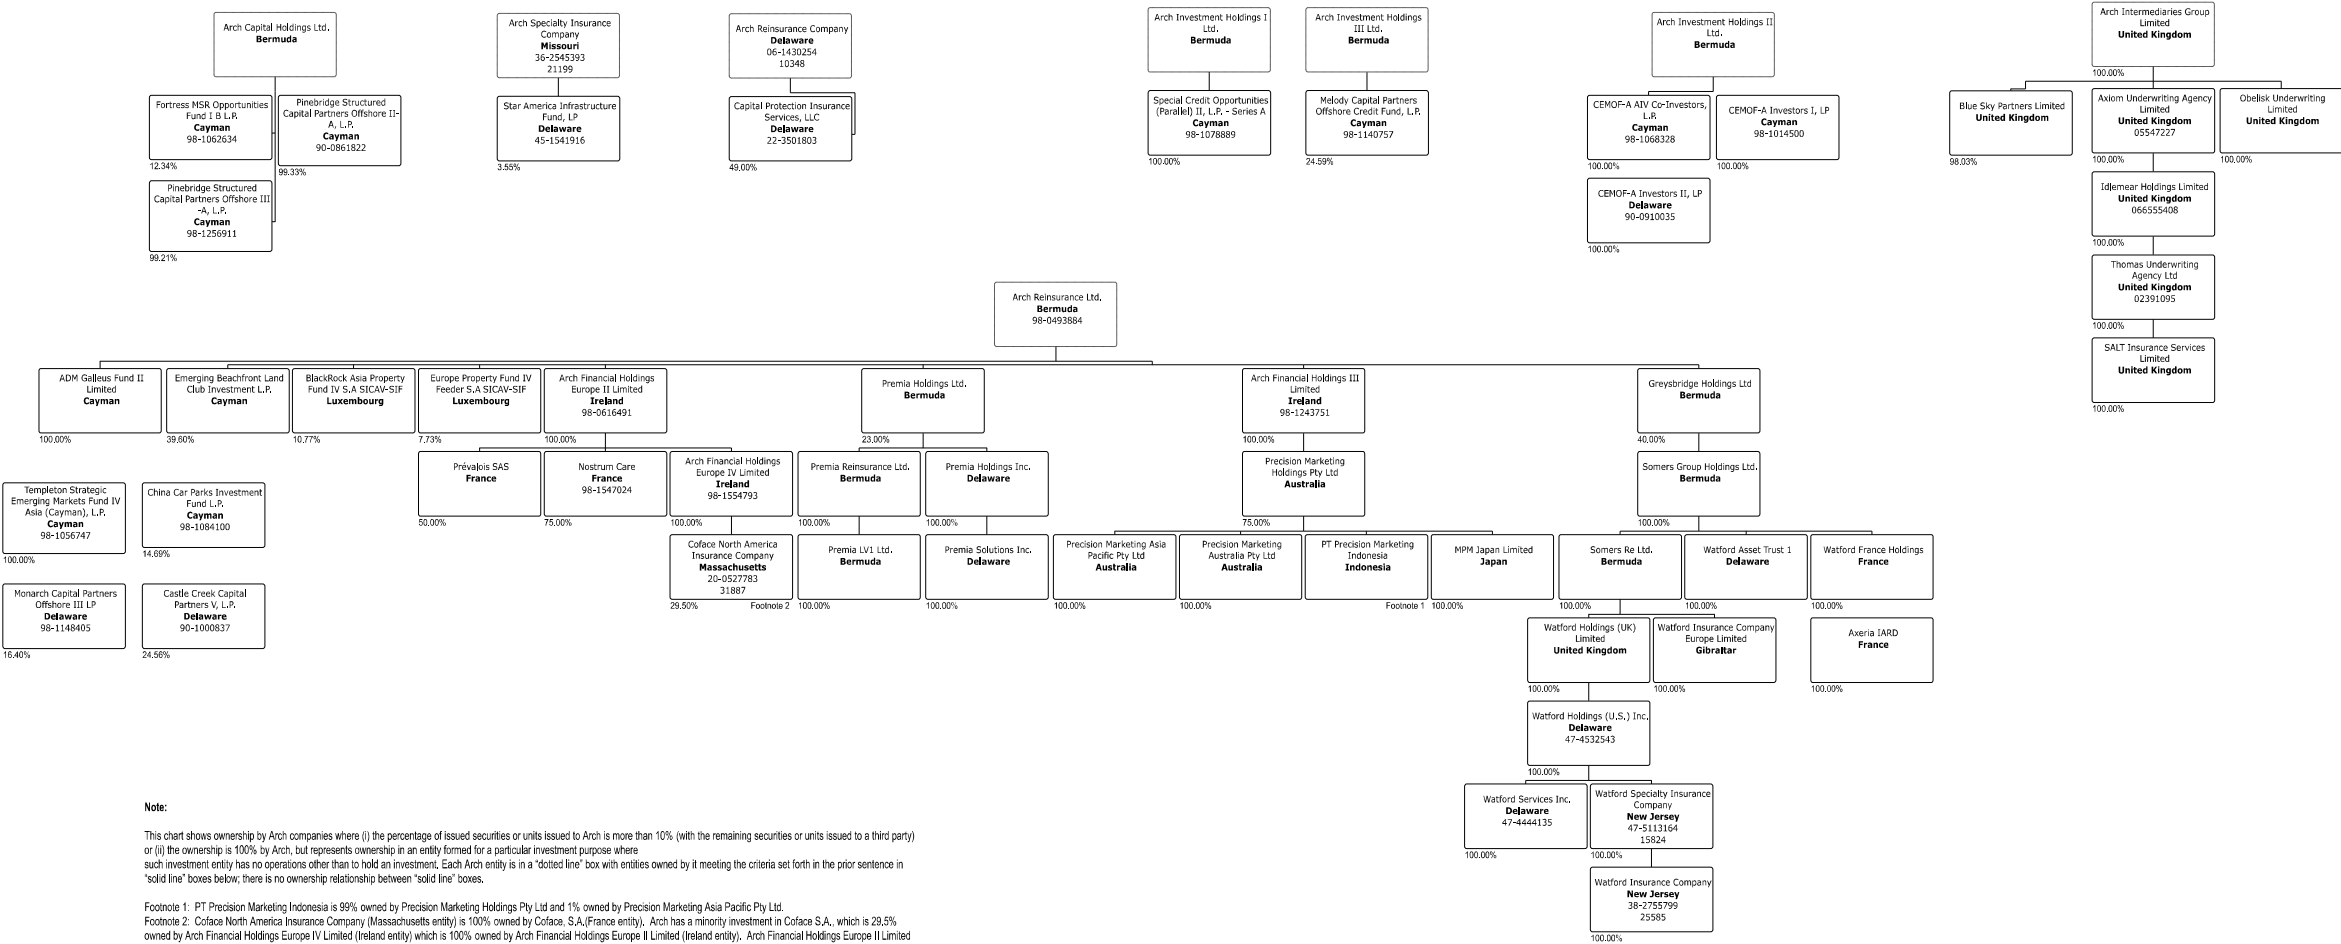 Arch Capital Holdings Ltd.
Bermuda
Fortress MSR Opportunities
Fund I B L.P.
Cayman
98-1062634
12.34%
Pinebridge Structured
Capital Partners Offshore II-
A, L.P.
Cayman
90-0861822
99.33%
Pinebridge Structured
Capital Partners Offshore III
-A, L.P.
Cayman
98-1256911
99.21%
Arch Specialty Insurance
Company
Missouri
36-2545393
21199
Star America Infrastructure
Fund, LP
Delaware
45-1541916
3.55%
Arch Reinsurance Company
Delaware
06-1430254
10348
Capital Protection Insurance
Services, LLC
Delaware
22-3501803
49.00%
Arch Investment Holdings I
Ltd.
Bermuda
Special Credit Opportunities
(Parallel) II, L.P. - Series A
Cayman
98-1078889
100.00%
Arch Investment Holdings
III Ltd.
Bermuda
Melody Capital Partners
Offshore Credit Fund, L.P.
Cayman
98-1140757
24.59%
Arch Investment Holdings II
Ltd.
Bermuda
CEMOF-A AIV Co-Investors,
L.P.
Cayman
98-1068328
100.00%
CEMOF-A Investors I, LP
Cayman
98-1014500
100.00%
CEMOF-A Investors II, LP
Delaware
90-0910035
100.00%
Arch Intermediaries Group
Limited
United Kingdom
100.00%
Blue Sky Partners Limited
United Kingdom
98.03%
Axiom Underwriting Agency
Limited
United Kingdom
05547227
100.00%
Obelisk Underwriting
Limited
United Kingdom
100.00%
Idlemear Holdings Limited
United Kingdom
066555408
100.00%
Thomas Underwriting
Agency Ltd
United Kingdom
02391095
100.00%
SALT Insurance Services
Limited
United Kingdom
100.00%
Arch Reinsurance Ltd.
Bermuda
98-0493884
ADM Galleus Fund II
Limited
Cayman
100.00%
Emerging Beachfront Land
Club Investment L.P.
Cayman
39.60%
BlackRock Asia Property
Fund IV S.A SICAV-SIF
Luxembourg
10.77%
Europe Property Fund IV
Feeder S.A SICAV-SIF
Luxembourg
7.73%
Arch Financial Holdings
Europe II Limited
Ireland
98-0616491
100.00%
Premia Holdings Ltd.
Bermuda
23.00%
Arch Financial Holdings III
Limited
Ireland
98-1243751
100.00%
Greysbridge Holdings Ltd
Bermuda
40.00%
Prévalois SAS
France
50.00%
Nostrum Care
France
98-1547024
75.00%
Arch Financial Holdings
Europe IV Limited
Ireland
98-1554793
100.00%
Premia Reinsurance Ltd.
Bermuda
100.00%
Premia Holdings Inc.
Delaware
100.00%
Precision Marketing
Holdings Pty Ltd
Australia
75.00%
Somers Group Holdings Ltd.
Bermuda
100.00%
Templeton Strategic
Emerging Markets Fund IV
Asia (Cayman), L.P.
Cayman
98-1056747
100.00%
China Car Parks Investment
Fund L.P.
Cayman
98-1084100
14.69%
Coface North America
Insurance Company
Massachusetts
20-0527783
31887
29.50% Footnote 2
Premia LV1 Ltd.
Bermuda
100.00%
Premia Solutions Inc.
Delaware
100.00%
Precision Marketing Asia
Pacific Pty Ltd
Australia
100.00%
Precision Marketing
Australia Pty Ltd
Australia
100.00%
PT Precision Marketing
Indonesia
Indonesia
Footnote 1
MPM Japan Limited
Japan
100.00%
Somers Re Ltd.
Bermuda
100.00%
Watford Asset Trust 1
Delaware
100.00%
Watford France Holdings
France
100.00%
Monarch Capital Partners
Offshore III LP
Delaware
98-1148405
16.40%
Castle Creek Capital
Partners V, L.P.
Delaware
90-1000837
24.56%
Watford Holdings (UK)
Limited
United Kingdom
100.00%
Watford Insurance Company
Europe Limited
Gibraltar
100.00%
Axeria IARD
France
100.00%
Watford Holdings (U.S.) Inc.
Delaware
47-4532543
100.00%
Watford Services Inc.
Delaware
47-4444135
100.00%
Watford Specialty Insurance
Company
New Jersey
47-5113164
15824
100.00%
Watford Insurance Company
New Jersey
38-2755799
25585
100.00%
Note:
This chart shows ownership by Arch companies where (i) the percentage of issued securities or units issued to Arch is more than 10% (with the remaining securities or units issued to a third party)
or (ii) the ownership is 100% by Arch, but represents ownership in an entity formed for a particular investment purpose where
such investment entity has no operations other than to hold an investment. Each Arch entity is in a “dotted line” box with entities owned by it meeting the criteria set forth in the prior sentence in
“solid line” boxes below; there is no ownership relationship between “solid line” boxes.
Footnote 1: PT Precision Marketing Indonesia is 99% owned by Precision Marketing Holdings Pty Ltd and 1% owned by Precision Marketing Asia Pacific Pty Ltd.
Footnote 2: Coface North America Insurance Company (Massachusetts entity) is 100% owned by Coface, S.A.(France entity). Arch has a minority investment in Coface S.A., which is 29.5%
owned by Arch Financial Holdings Europe IV Limited (Ireland entity) which is 100% owned by Arch Financial Holdings Europe II Limited (Ireland entity). Arch Financial Holdings Europe II Limited